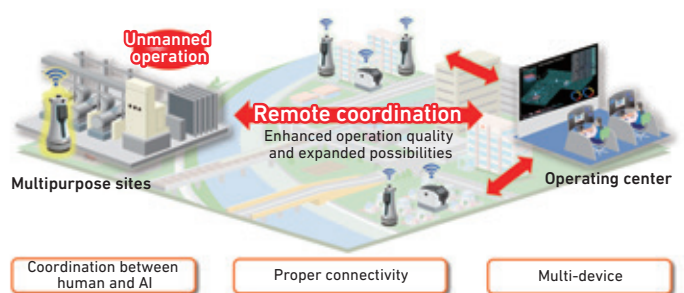 Unmanned
operation
Remote coordination
Enhanced operation quality
and expanded possibilities
Multipurpose sites
Operating center
Coordination between
human and AI
Proper connectivity
Multi-device